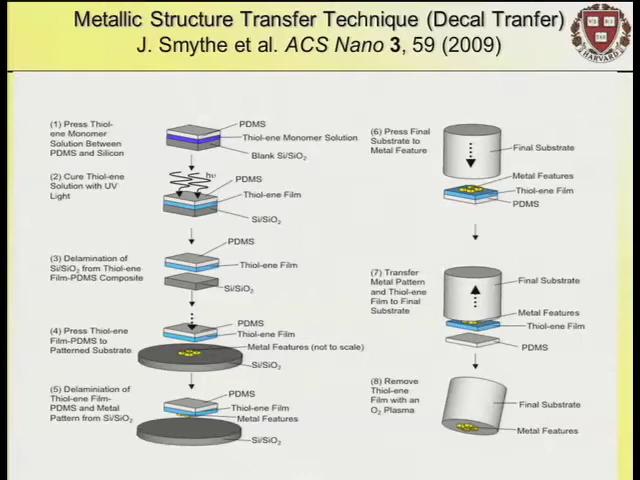 Metallic Structure Transfer Technique (Decal Tranfer)
J. Smythe et al. ACS Nano 3, 59 (2009)
HARVARD
(1) Press Thiol-
ene Monomer
Solution Between
PDMS and Silicon
PDMS
Thiol-ene Monomer Solution
Blank Si/SiO2
(2) Cure Thiol-ene
Solution with UV
Light
hν
PDMS
Thiol-ene Film
Si/SiO2
(3) Delamination of
Si/SiO2 from Thiol-ene
Film-PDMS Composite
PDMS
Thiol-ene Film
Si/SiO2
(4) Press Thiol-ene
Film-PDMS to
Patterned Substrate
PDMS
Thiol-ene Film
Metal Features (not to scale)
Si/SiO2
(5) Delaminiation of
Thiol-ene Film-
PDMS and Metal
Pattern from Si/SiO2
PDMS
Thiol-ene Film
Metal Features
Si/SiO2
(6) Press Final
Substrate to
Metal Feature
Final Substrate
Metal Features
Thiol-ene Film
PDMS
(7) Transfer
Metal Pattern
and Thiol-ene
Film to Final
Substrate
Final Substrate
Metal Features
Thiol-ene Film
PDMS
(8) Remove
Thiol-ene
Film with an
O2 Plasma
Final Substrate
Metal Features